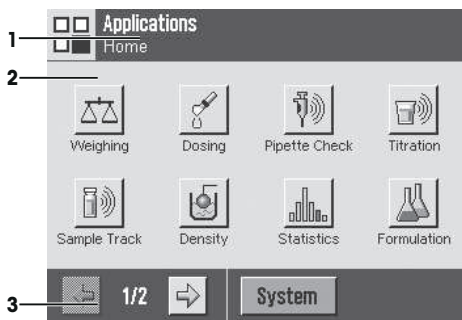 1
Applications
Home
2
Weighing
Dosing
Pipette Check
Titration
Sample Track
Density
Statistics
Formulation
3
1/2
System